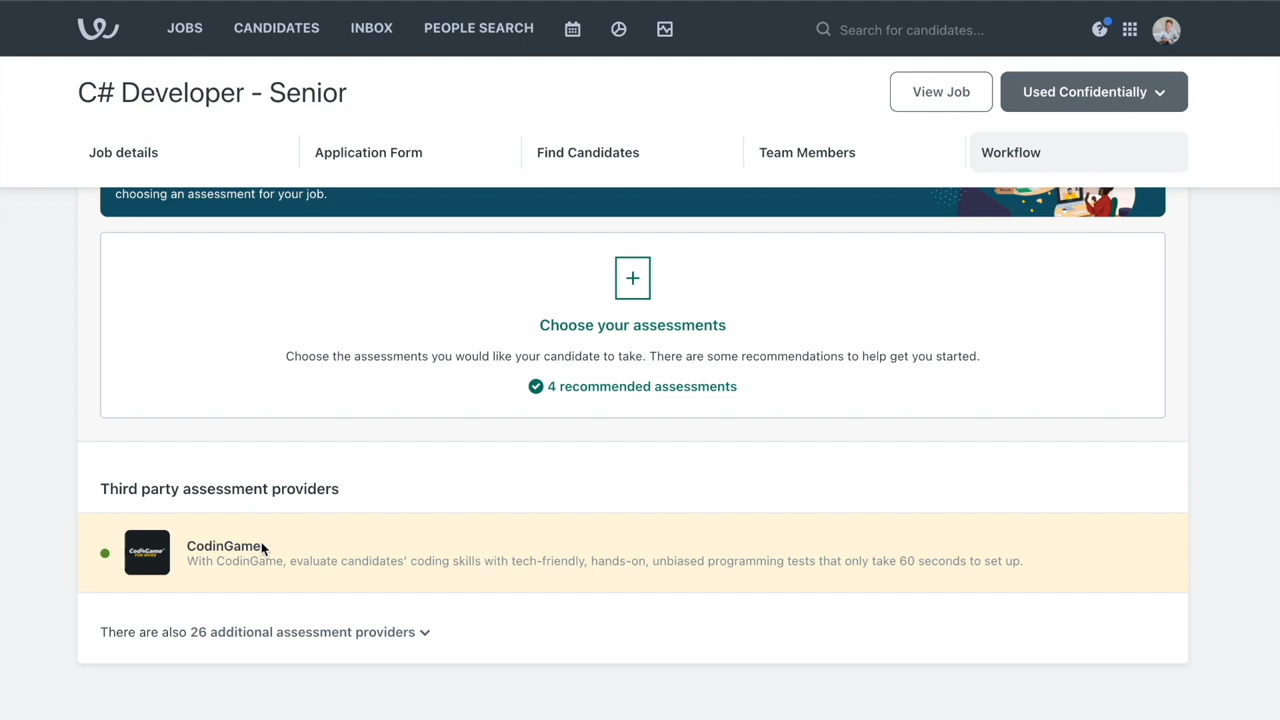 JOBS
CANDIDATES
INBOX
PEOPLE SEARCH
Search for candidates...
?
C# Developer - Senior
View Job
Used Confidentially
Job details
Application Form
Find Candidates
Team Members
Workflow
choosing an assessment for your job.
Choose your assessments
Choose the assessments you would like your candidate to take. There are some recommendations to help get you started.
4 recommended assessments
Third party assessment providers
CodinGame
FOR WORK
CodinGame
With CodinGame, evaluate candidates' coding skills with tech-friendly, hands-on, unbiased programming tests that only take 60 seconds to set up.
There are also 26 additional assessment providers